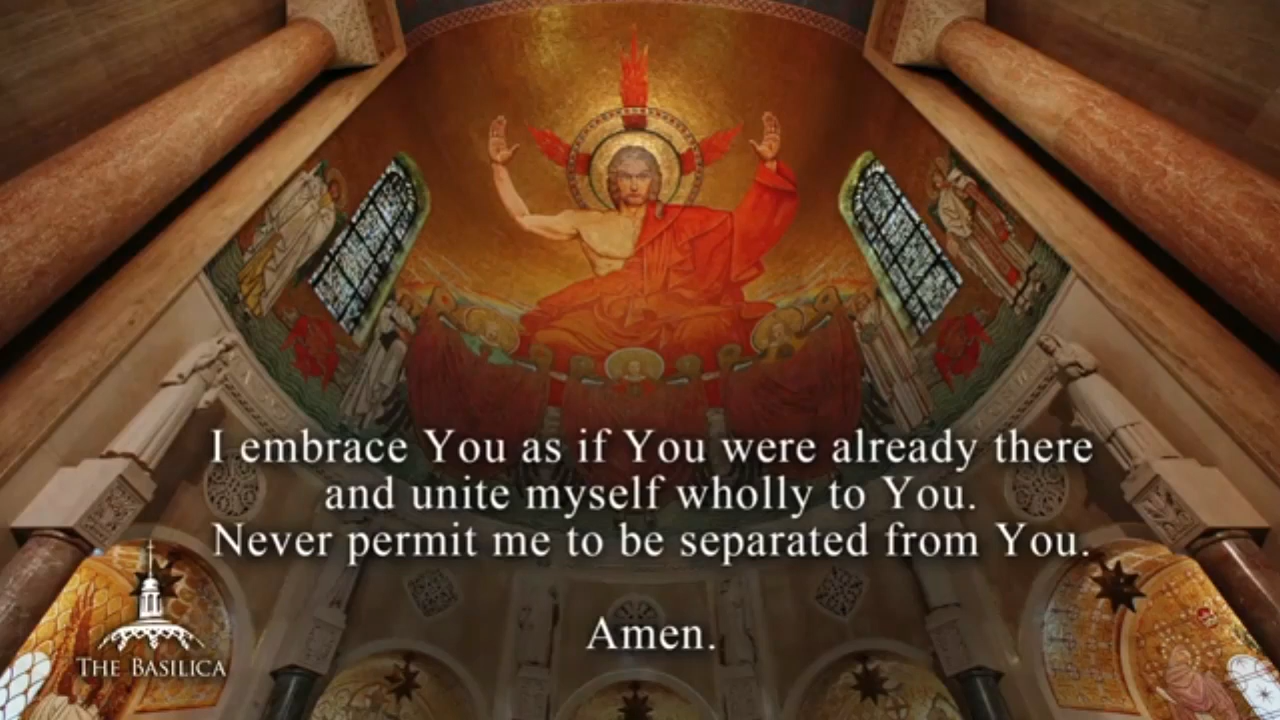 I embrace You as if You were already there
and unite myself wholly to You.
Never permit me to be separated from You.
Amen.
THE BASILICA